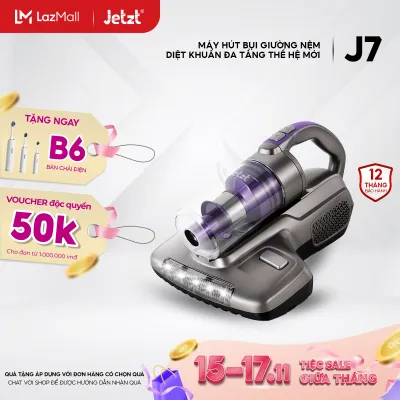 LM LazMall
Jetzt
MÁY HÚT BỤI GIƯỜNG NỆM
DIỆT KHUẨN ĐA TẦNG THẾ HỆ MỚI
J7
TẶNG NGAY
B6
BÀN CHẢI ĐIỆN
VOUCHER độc quyền
50k
Cho đơn từ 1.000.000 vnđ
12
THÁNG
BẢO HÀNH
Jetzt
QUÀ TẶNG ÁP DỤNG VỚI ĐƠN HÀNG CÓ CHỌN QUÀ
CHAT VỚI SHOP ĐỂ ĐƯỢC HƯỚNG DẪN NHẬN QUÀ
15-17.11
TIỆC SALE
GIỮA THÁNG